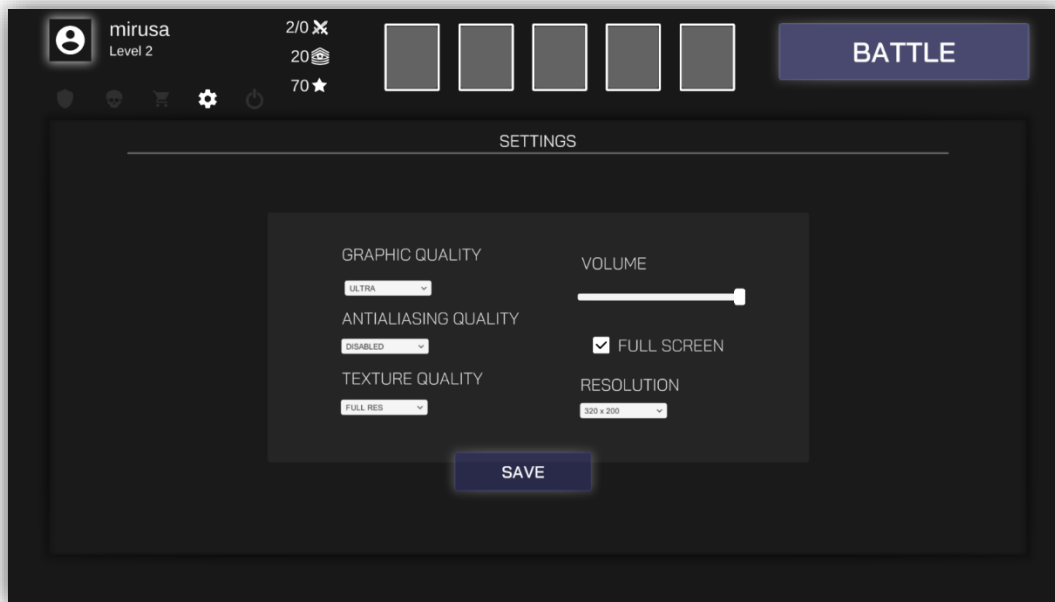 mirusa
Level 2
2/0
20
70
BATTLE
SETTINGS
GRAPHIC QUALITY
ULTRA
ANTIALIASING QUALITY
DISABLED
TEXTURE QUALITY
FULL RES
VOLUME
FULL SCREEN
RESOLUTION
320 x 200
SAVE